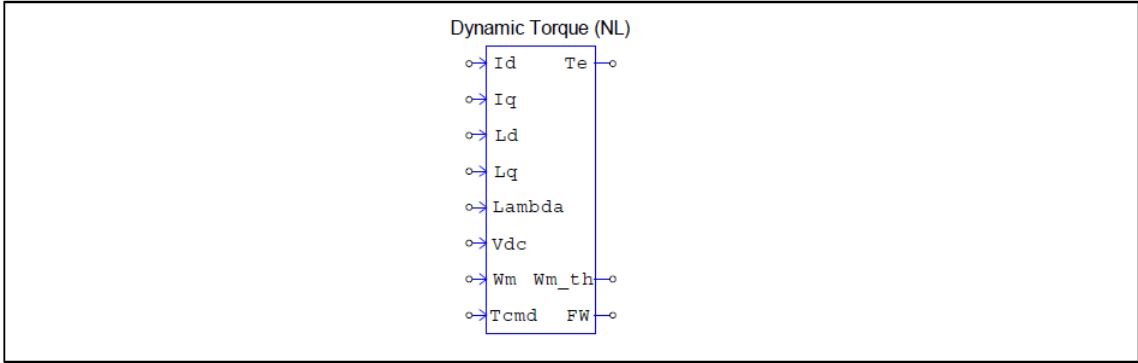 Dynamic Torque (NL)
Id Te
Iq
Ld
Lq
Lambda
Vdc
Wm Wm_th
Tcmd FW